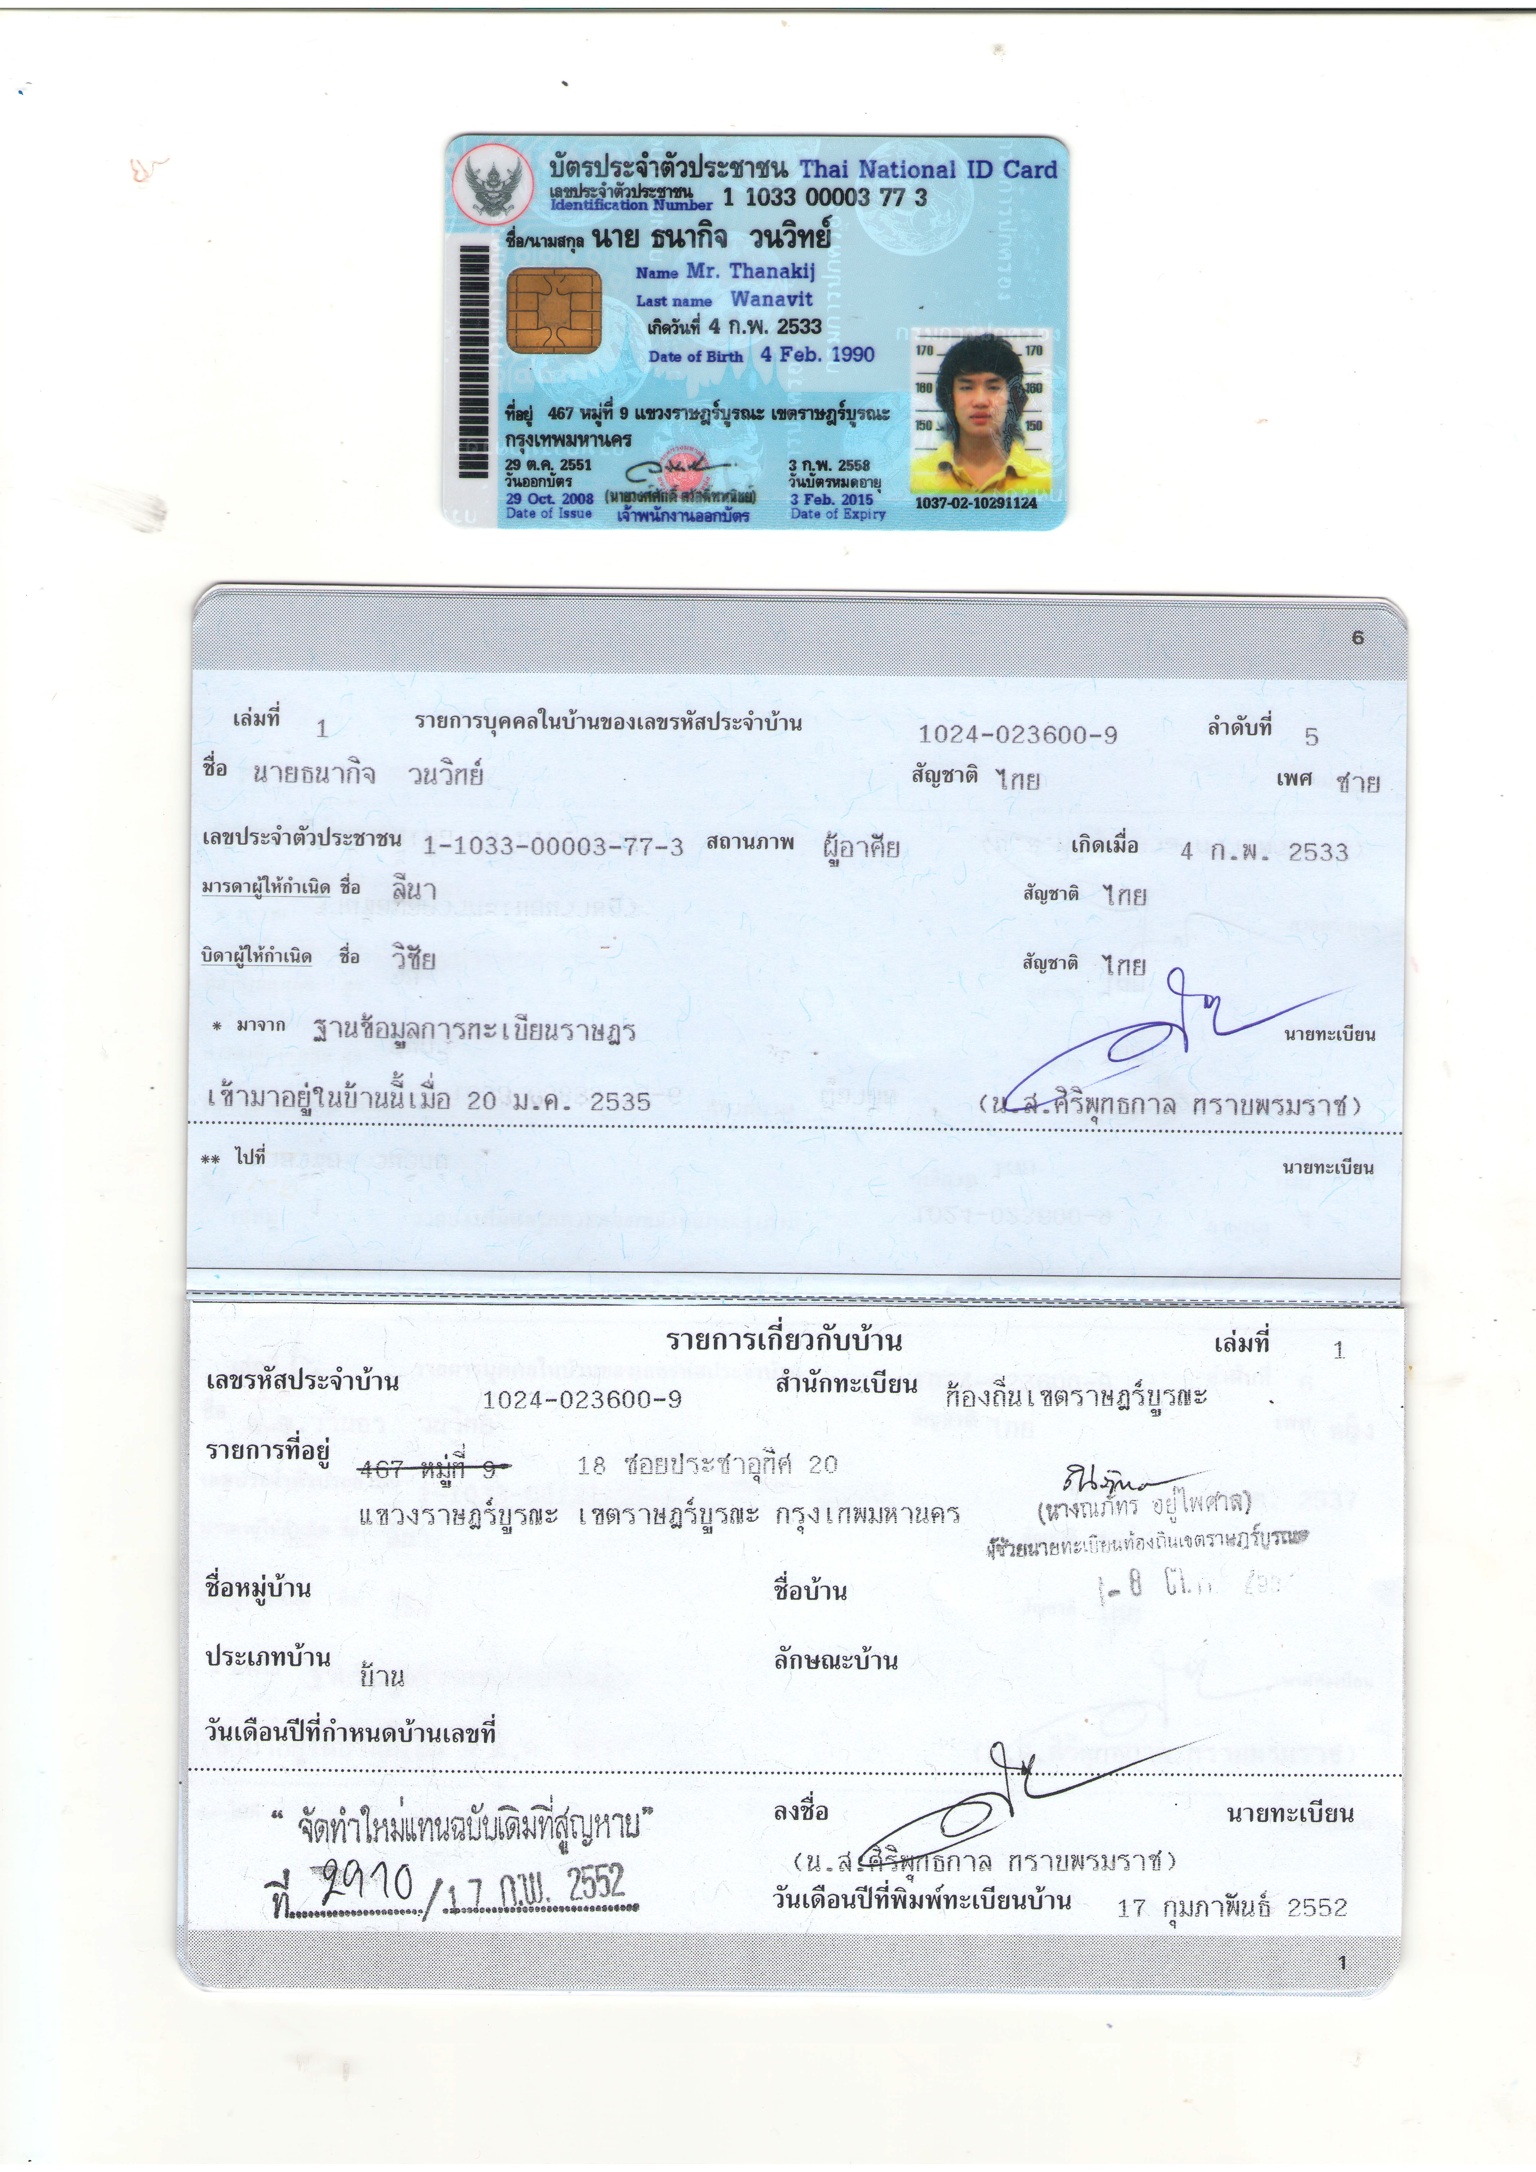 บัตรประจำตัวประชาชน Thai National ID Card
เลขประจำตัวประชาชน 1 1033 00003 77 3
Identification Number
ชื่อ/นามสกุล นาย ธนากิจ วนวิทย์
Name Mr. Thanakij
Last name Wanavit
เกิดวันที่ 4 ก.พ. 2533
Date of Birth 4 Feb. 1990
170 170
160 160
150 150
ที่อยู่ 467 หมู่ที่ 9 แขวงราษฎร์บูรณะ เขตราษฎร์บูรณะ
กรุงเทพมหานคร
29 ต.ค. 2551 3 ก.พ. 2558
วันออกบัตร วันบัตรหมดอายุ
29 Oct. 2008 3 Feb. 2015 1037-02-10291124
Date of Issue เจ้าพนักงานออกบัตร Date of Expiry
6
เล่มที่ 1 รายการบุคคลในบ้านของเลขรหัสประจำบ้าน 1024-023600-9 ลำดับที่ 5
ชื่อ นายธนากิจ วนวิทย์ สัญชาติ ไทย เพศ ชาย
เลขประจำตัวประชาชน 1-1033-00003-77-3 สถานภาพ ผู้อาศัย เกิดเมื่อ 4 ก.พ. 2533
มารดาผู้ให้กำเนิด ชื่อ ลีนา สัญชาติ ไทย
บิดาผู้ให้กำเนิด ชื่อ วิชัย สัญชาติ ไทย
* มาจาก ฐานข้อมูลการทะเบียนราษฎร นายทะเบียน
เข้ามาอยู่ในบ้านนี้เมื่อ 20 ม.ค. 2535 (น.ส.ศิริพุทธกาล ทราบพรมราช)
** ไปที่ นายทะเบียน
รายการเกี่ยวกับบ้าน เล่มที่ 1
เลขรหัสประจำบ้าน 1024-023600-9 สำนักทะเบียน ท้องถิ่นเขตราษฎร์บูรณะ
รายการที่อยู่ 467 หมู่ที่ 9 18 ซอยประชาอุทิศ 20
แขวงราษฎร์บูรณะ เขตราษฎร์บูรณะ กรุงเทพมหานคร
(นางณภัทร อยู่ไพศาล)
ผู้ช่วยนายทะเบียนท้องถิ่นเขตราษฎร์บูรณะ
ชื่อหมู่บ้าน ชื่อบ้าน
ประเภทบ้าน บ้าน ลักษณะบ้าน
วันเดือนปีที่กำหนดบ้านเลขที่
"จัดทำใหม่แทนฉบับเดิมที่สูญหาย" ลงชื่อ นายทะเบียน
(น.ส.ศิริพุทธกาล ทราบพรมราช)
ที่ 2910 / 17 ก.พ. 2552 วันเดือนปีที่พิมพ์ทะเบียนบ้าน 17 กุมภาพันธ์ 2552
1